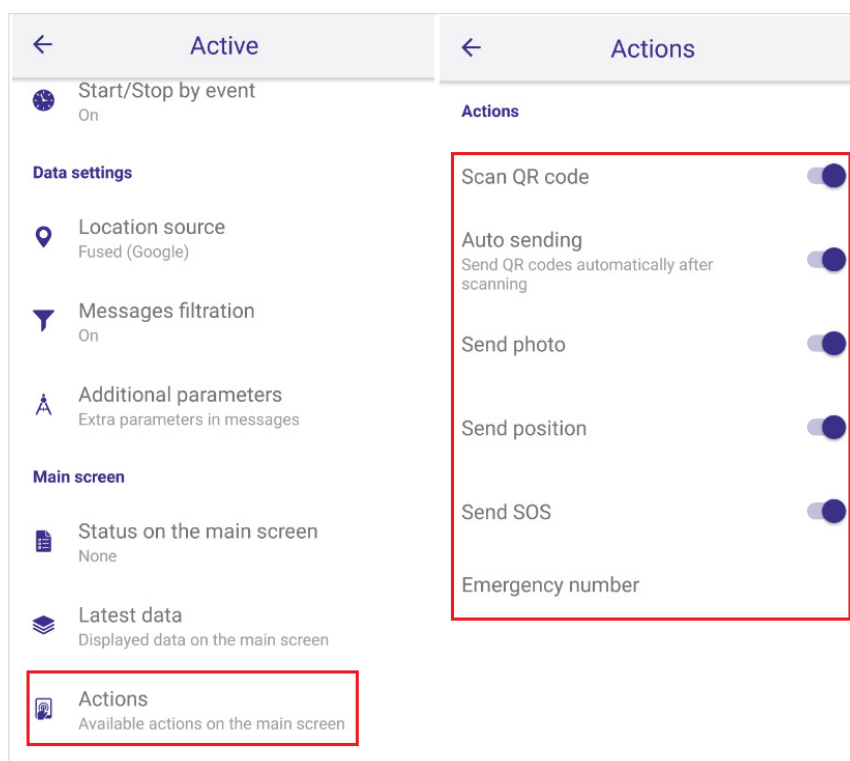 Active
Start/Stop by event
On
Data settings
Location source
Fused (Google)
Messages filtration
On
Additional parameters
Extra parameters in messages
Main screen
Status on the main screen
None
Latest data
Displayed data on the main screen
Actions
Available actions on the main screen
Actions
Actions
Scan QR code
Auto sending
Send QR codes automatically after
scanning
Send photo
Send position
Send SOS
Emergency number